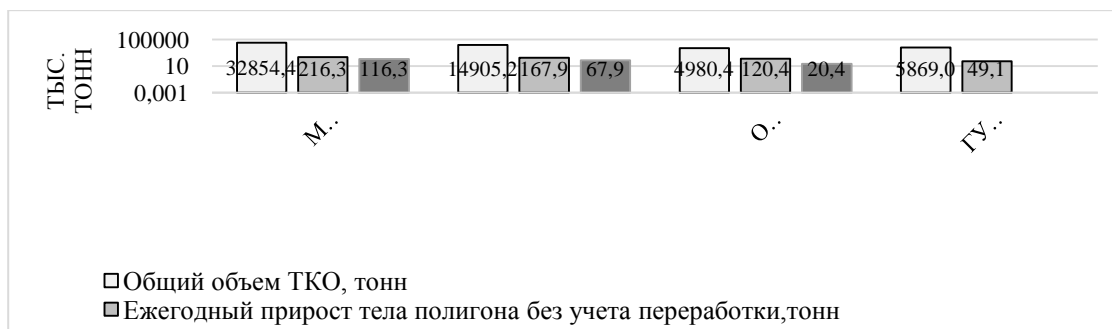 ТЫС.
ТОНН
100000
10
0,001
32854,4 216,3 116,3 14905,2 167,9 67,9 4980,4 120,4 20,4 5869,0 49,1
М..
О..
ГУ..
Общий объем ТКО, тонн
Ежегодный прирост тела полигона без учета переработки,тонн